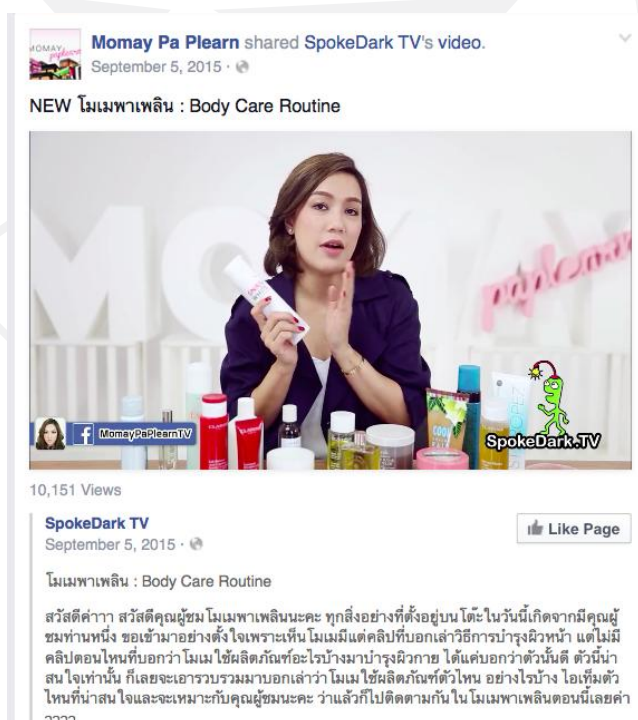 Momay Pa Plearn shared SpokeDark TV's video.
September 5, 2015
NEW โมเมพาเพลิน : Body Care Routine
MOMAY
paplearn
MomayPaPlearnTV
SpokeDark.TV
10,151 Views
SpokeDark TV
September 5, 2015
Like Page
โมเมพาเพลิน : Body Care Routine
สวัสดีค่าาา สวัสดีคุณผู้ชมโมเมพาเพลินนะคะ ทุกสิ่งอย่างที่ตั้งอยู่บนโต๊ะในวันนี้เกิดจากมีคุณผู้
ชมท่านหนึ่ง ขอเข้ามาอย่างตั้งใจเพราะเห็นโมเมมีแต่คลิปที่บอกเล่าวิธีการบำรุงผิวหน้า แต่ไม่มี
คลิปตอนไหนที่บอกว่าโมเมใช้ผลิตภัณฑ์อะไรบ้างมาบำรุงผิวกาย ได้แค่บอกว่าตัวนั้นดี ตัวนี้น่า
สนใจเท่านั้น ก็เลยจะเอารวบรวมมาบอกเล่าว่าโมเมใช้ผลิตภัณฑ์ตัวไหน อย่างไรบ้าง ไอเท็มตัว
ไหนที่น่าสนใจและจะเหมาะกับคุณผู้ชมนะคะ ว่าแล้วก็ไปติดตามกันในโมเมพาเพลินตอนนี้เลยค่า